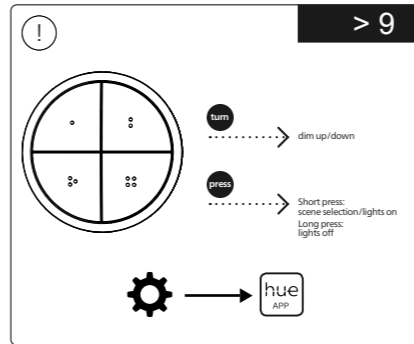 !
> 9
turn
dim up/down
press
Short press:
scene selection/lights on
Long press:
lights off
hue
APP